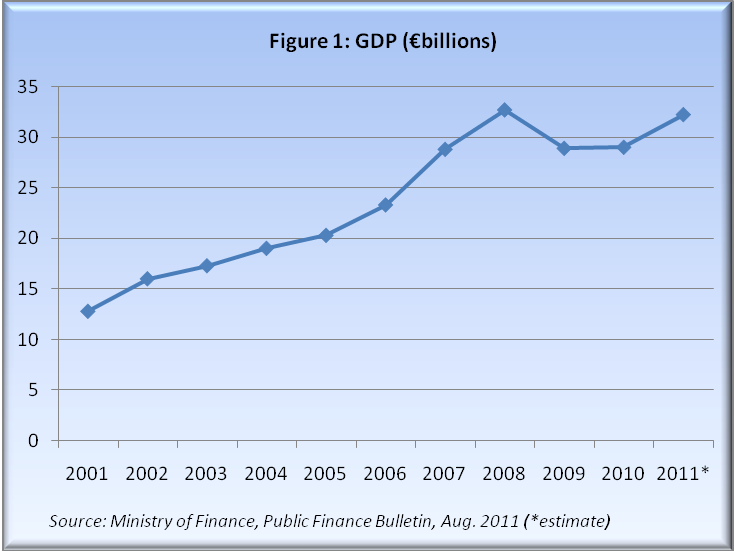 Figure 1: GDP (€billions)
35
30
25
20
15
10
5
0
2001 2002 2003 2004 2005 2006 2007 2008 2009 2010 2011*
Source: Ministry of Finance, Public Finance Bulletin, Aug. 2011 (*estimate)